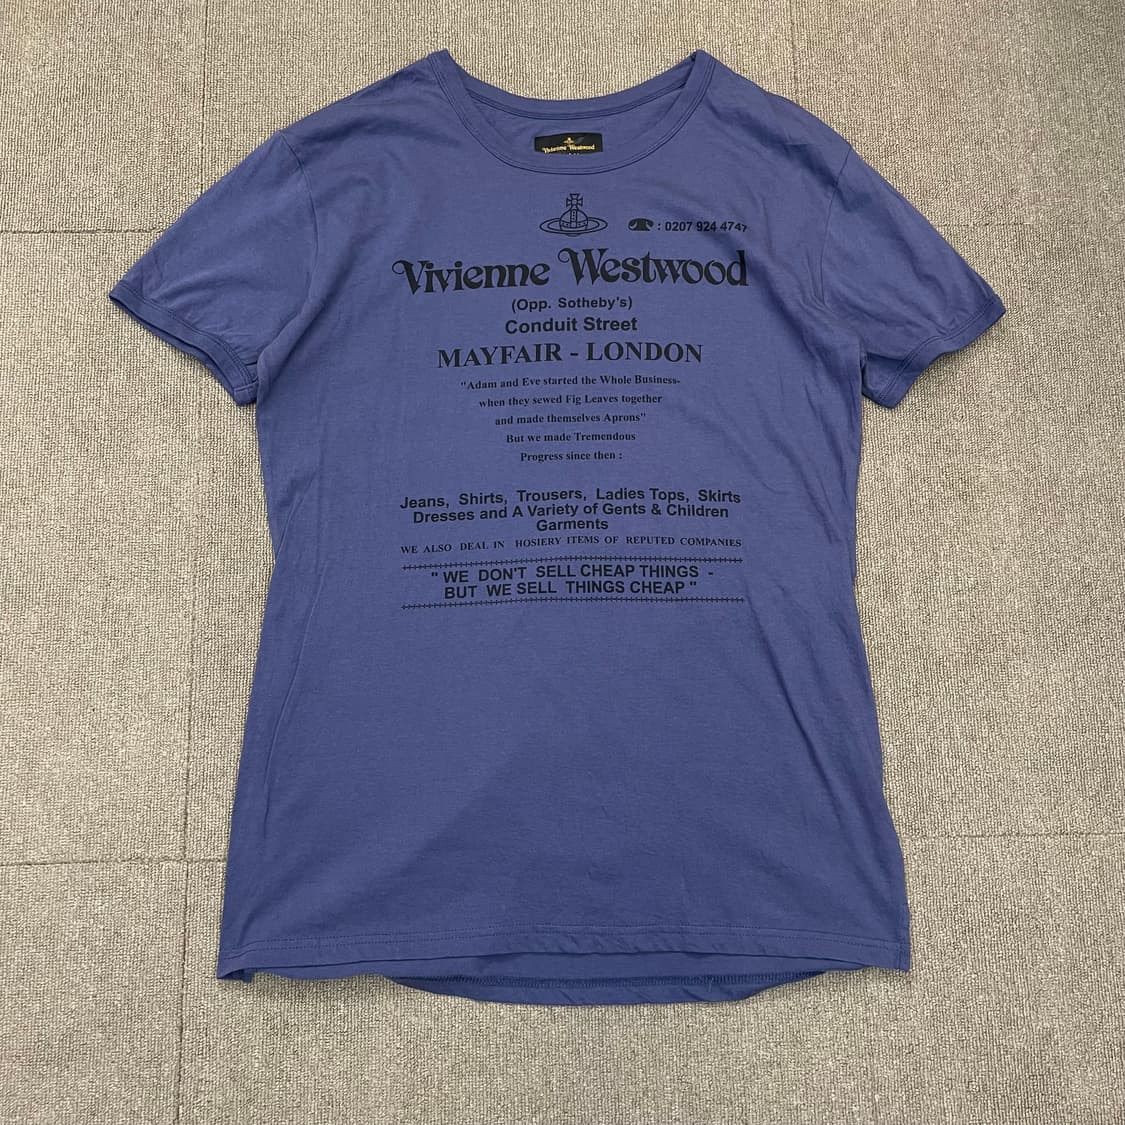 Vivienne Westwood
: 0207 924 4747
Vivienne Westwood
(Opp. Sotheby's)
Conduit Street
MAYFAIR - LONDON
"Adam and Eve started the Whole Business-
when they sewed Fig Leaves together
and made themselves Aprons"
But we made Tremendous
Progress since then :
Jeans, Shirts, Trousers, Ladies Tops, Skirts
Dresses and A Variety of Gents & Children
Garments
WE ALSO DEAL IN HOSIERY ITEMS OF REPUTED COMPANIES
" WE DON'T SELL CHEAP THINGS -
BUT WE SELL THINGS CHEAP "